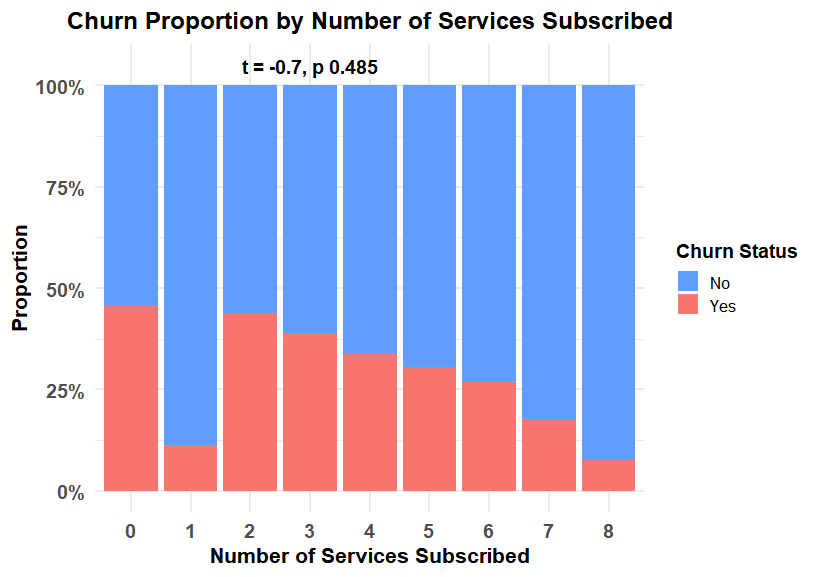 Churn Proportion by Number of Services Subscribed
t = -0.7, p 0.485
100%
75%
50%
25%
0%
Proportion
0 1 2 3 4 5 6 7 8
Number of Services Subscribed
Churn Status
No
Yes